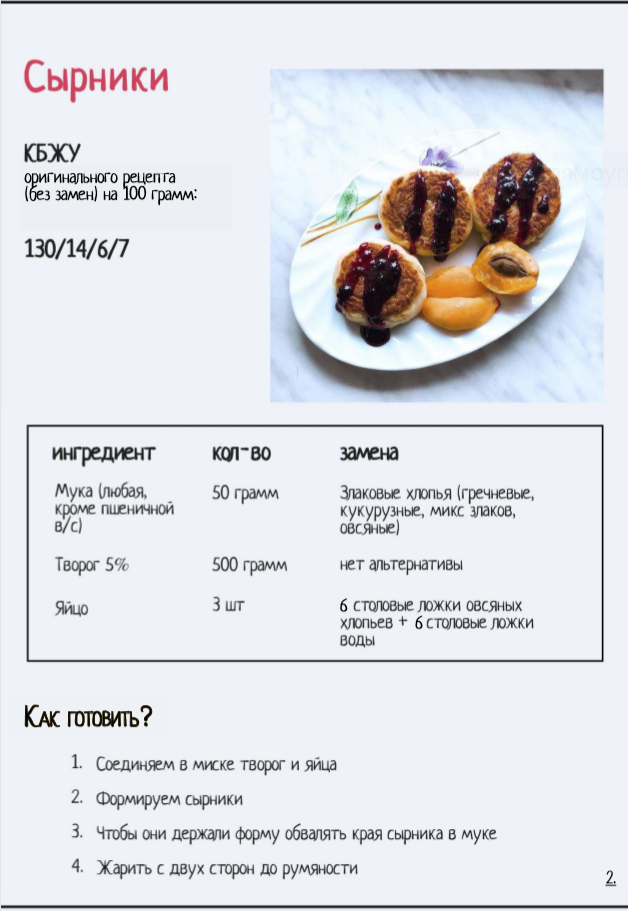 Сырники
КБЖУ
оригинального рецепта
(без замен) на 100 грамм:
130/14/6/7
ингредиент кол-во замена
Мука (любая, 50 грамм Злаковые хлопья (гречневые,
кроме пшеничной кукурузные, микс злаков,
в/с) овсяные)
Творог 5% 500 грамм нет альтернативы
Яйцо 3 шт 6 столовые ложки овсяных
хлопьев + 6 столовые ложки
воды
Как готовить?
1. Соединяем в миске творог и яйца
2. Формируем сырники
3. Чтобы они держали форму обвалять края сырника в муке
4. Жарить с двух сторон до румяности
2.